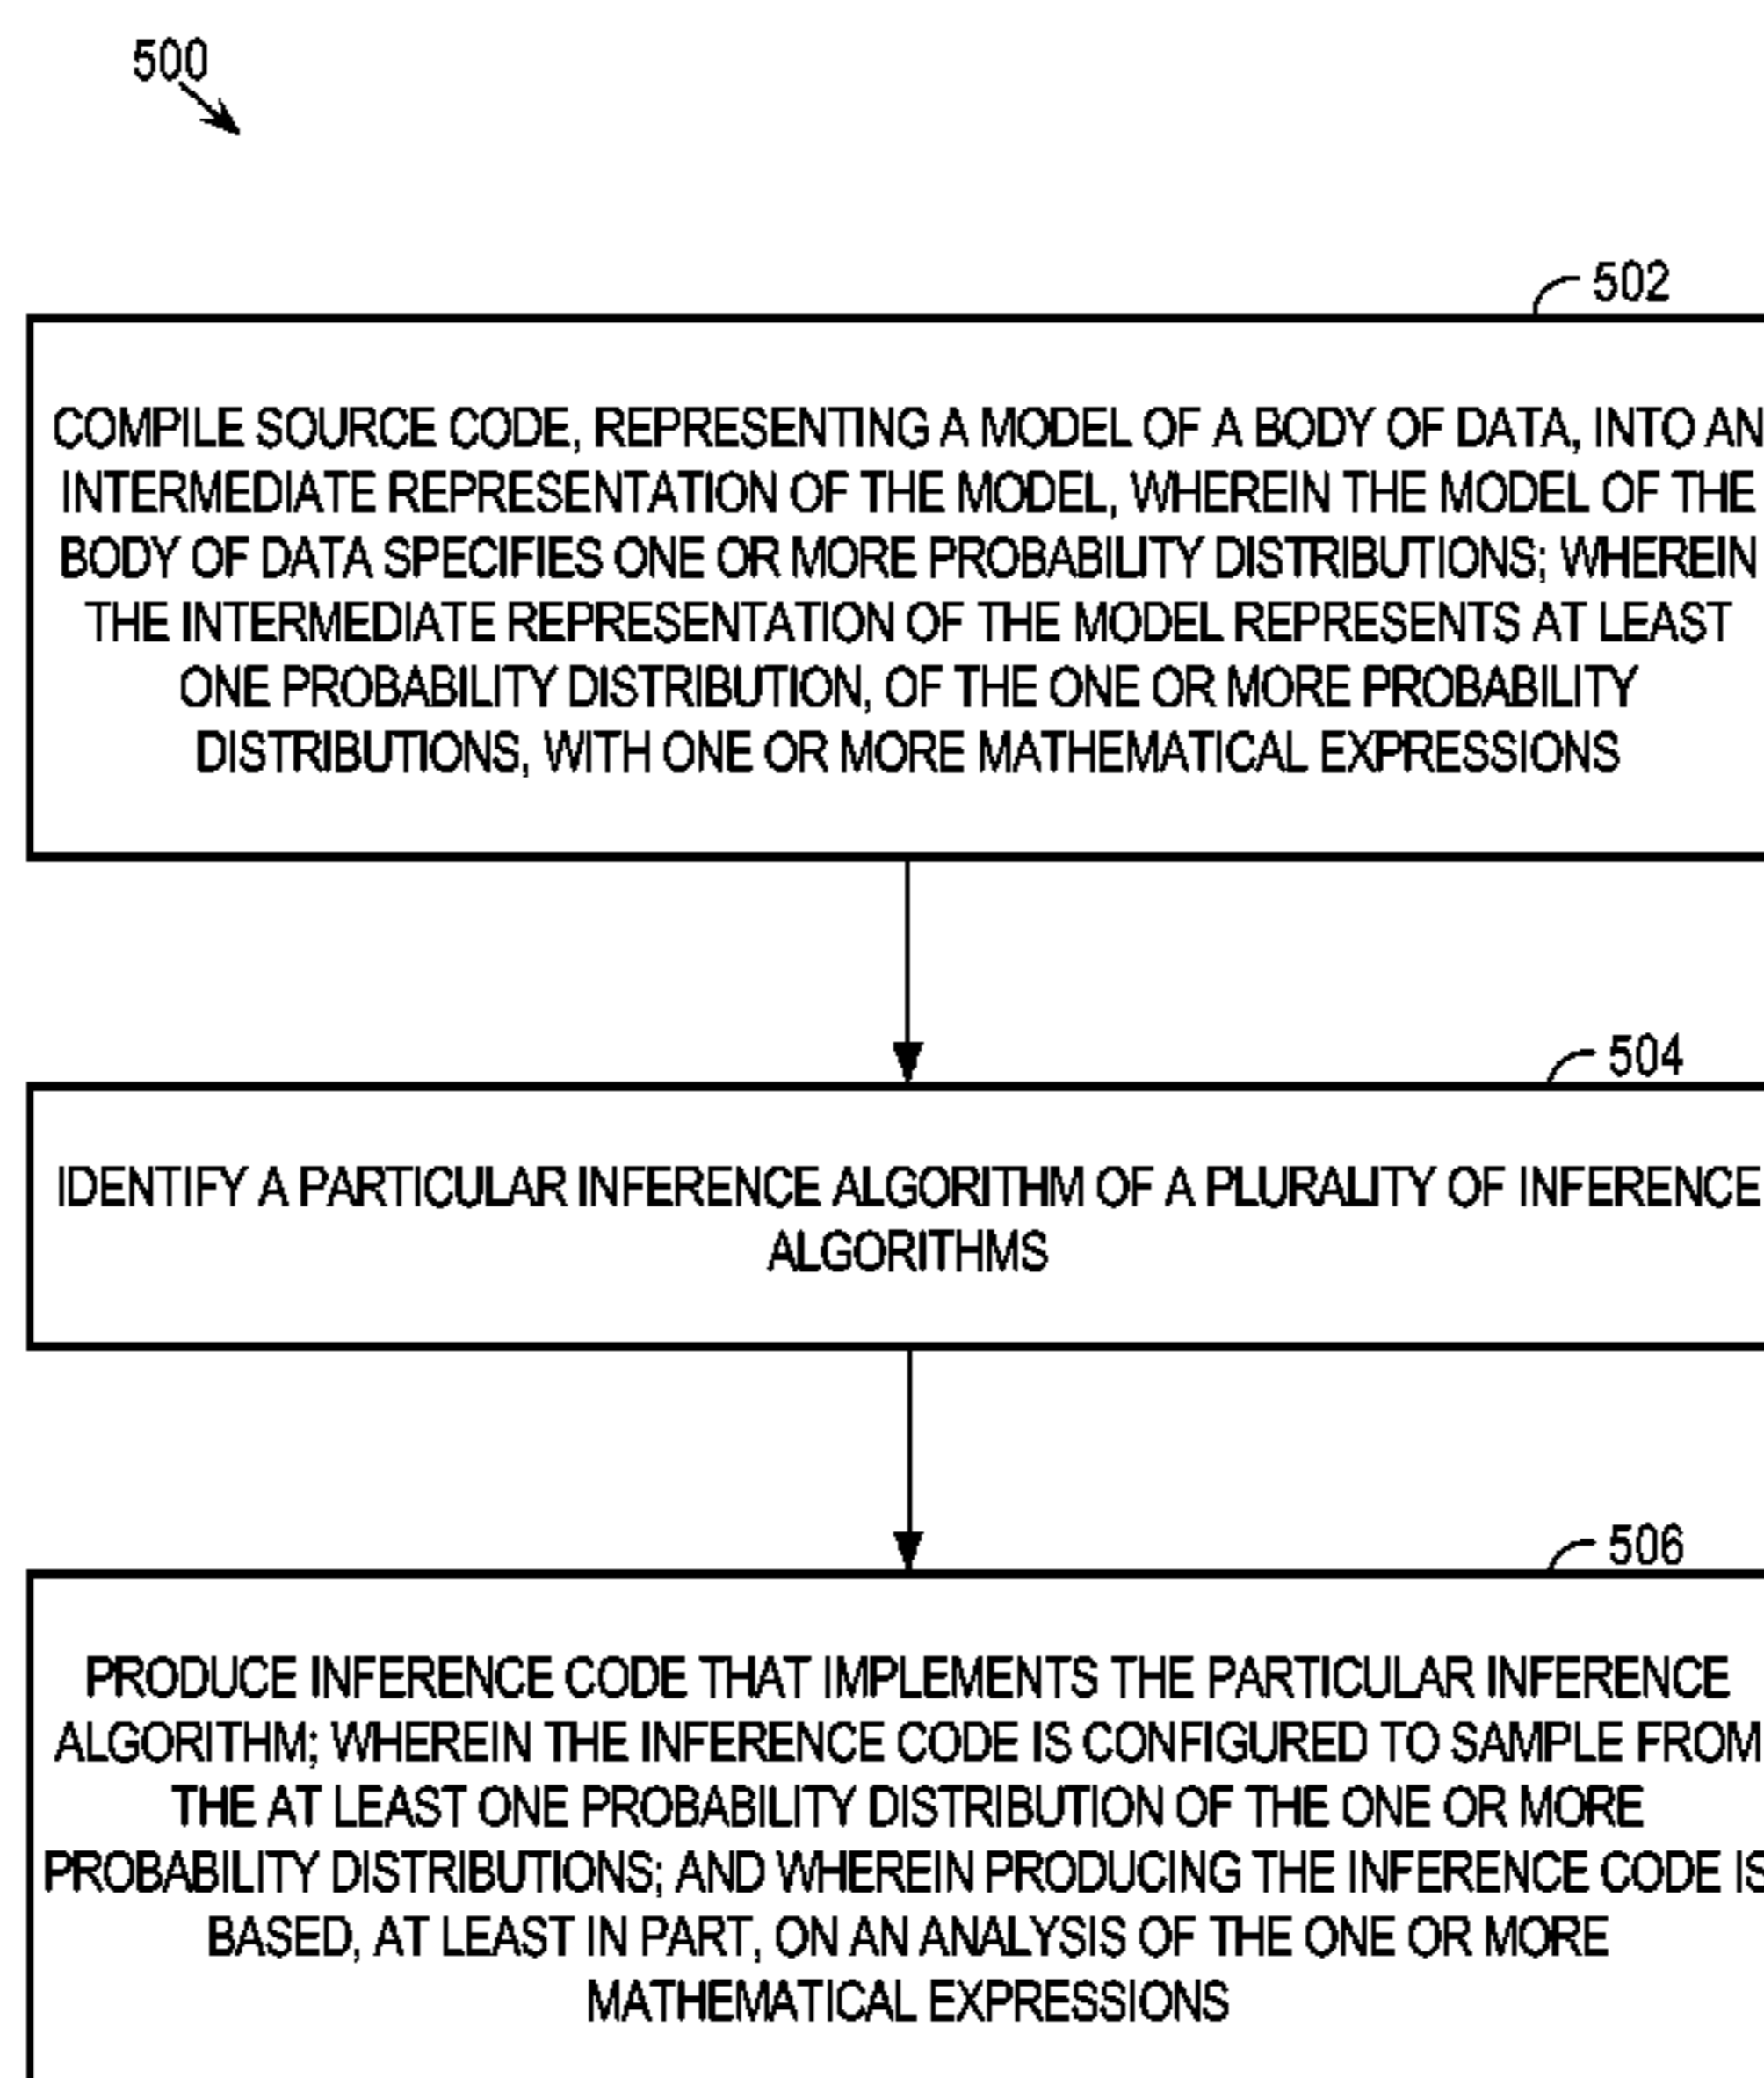 500
502
COMPILE SOURCE CODE, REPRESENTING A MODEL OF A BODY OF DATA, INTO AN
INTERMEDIATE REPRESENTATION OF THE MODEL, WHEREIN THE MODEL OF THE
BODY OF DATA SPECIFIES ONE OR MORE PROBABILITY DISTRIBUTIONS; WHEREIN
THE INTERMEDIATE REPRESENTATION OF THE MODEL REPRESENTS AT LEAST
ONE PROBABILITY DISTRIBUTION, OF THE ONE OR MORE PROBABILITY
DISTRIBUTIONS, WITH ONE OR MORE MATHEMATICAL EXPRESSIONS
504
IDENTIFY A PARTICULAR INFERENCE ALGORITHM OF A PLURALITY OF INFERENCE
ALGORITHMS
506
PRODUCE INFERENCE CODE THAT IMPLEMENTS THE PARTICULAR INFERENCE
ALGORITHM; WHEREIN THE INFERENCE CODE IS CONFIGURED TO SAMPLE FROM
THE AT LEAST ONE PROBABILITY DISTRIBUTION OF THE ONE OR MORE
PROBABILITY DISTRIBUTIONS; AND WHEREIN PRODUCING THE INFERENCE CODE IS
BASED, AT LEAST IN PART, ON AN ANALYSIS OF THE ONE OR MORE
MATHEMATICAL EXPRESSIONS